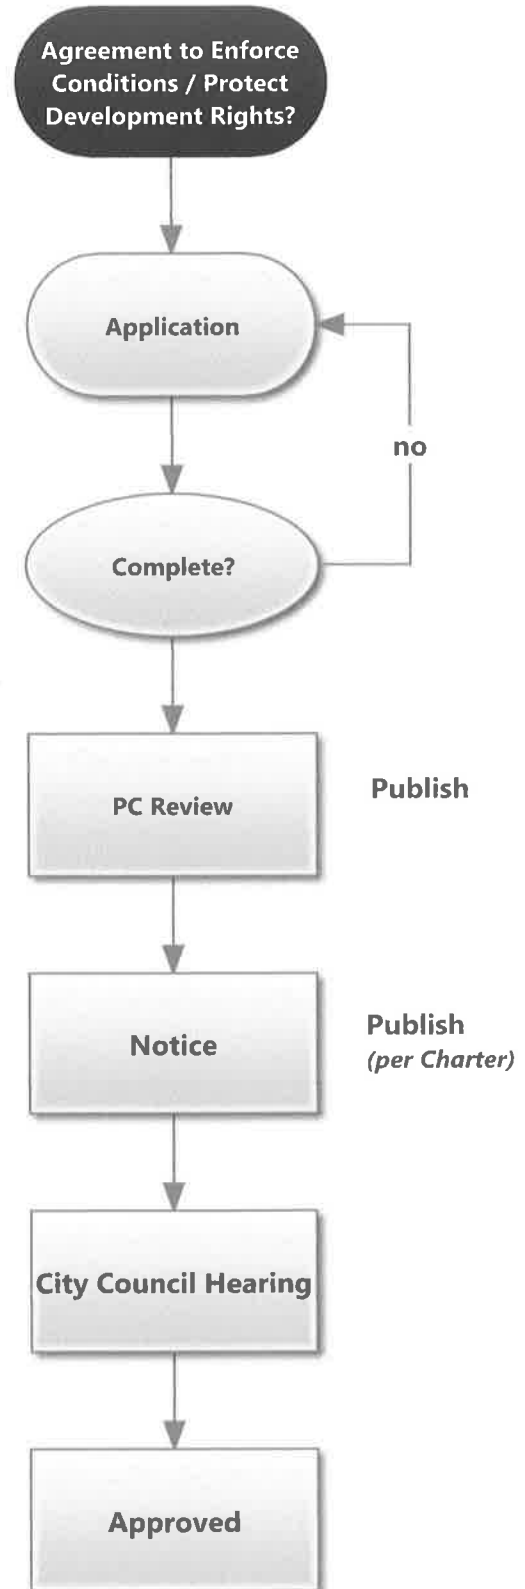 Agreement to Enforce
Conditions / Protect
Development Rights?
Application
no
Complete?
PC Review
Publish
Notice
Publish
(per Charter)
City Council Hearing
Approved